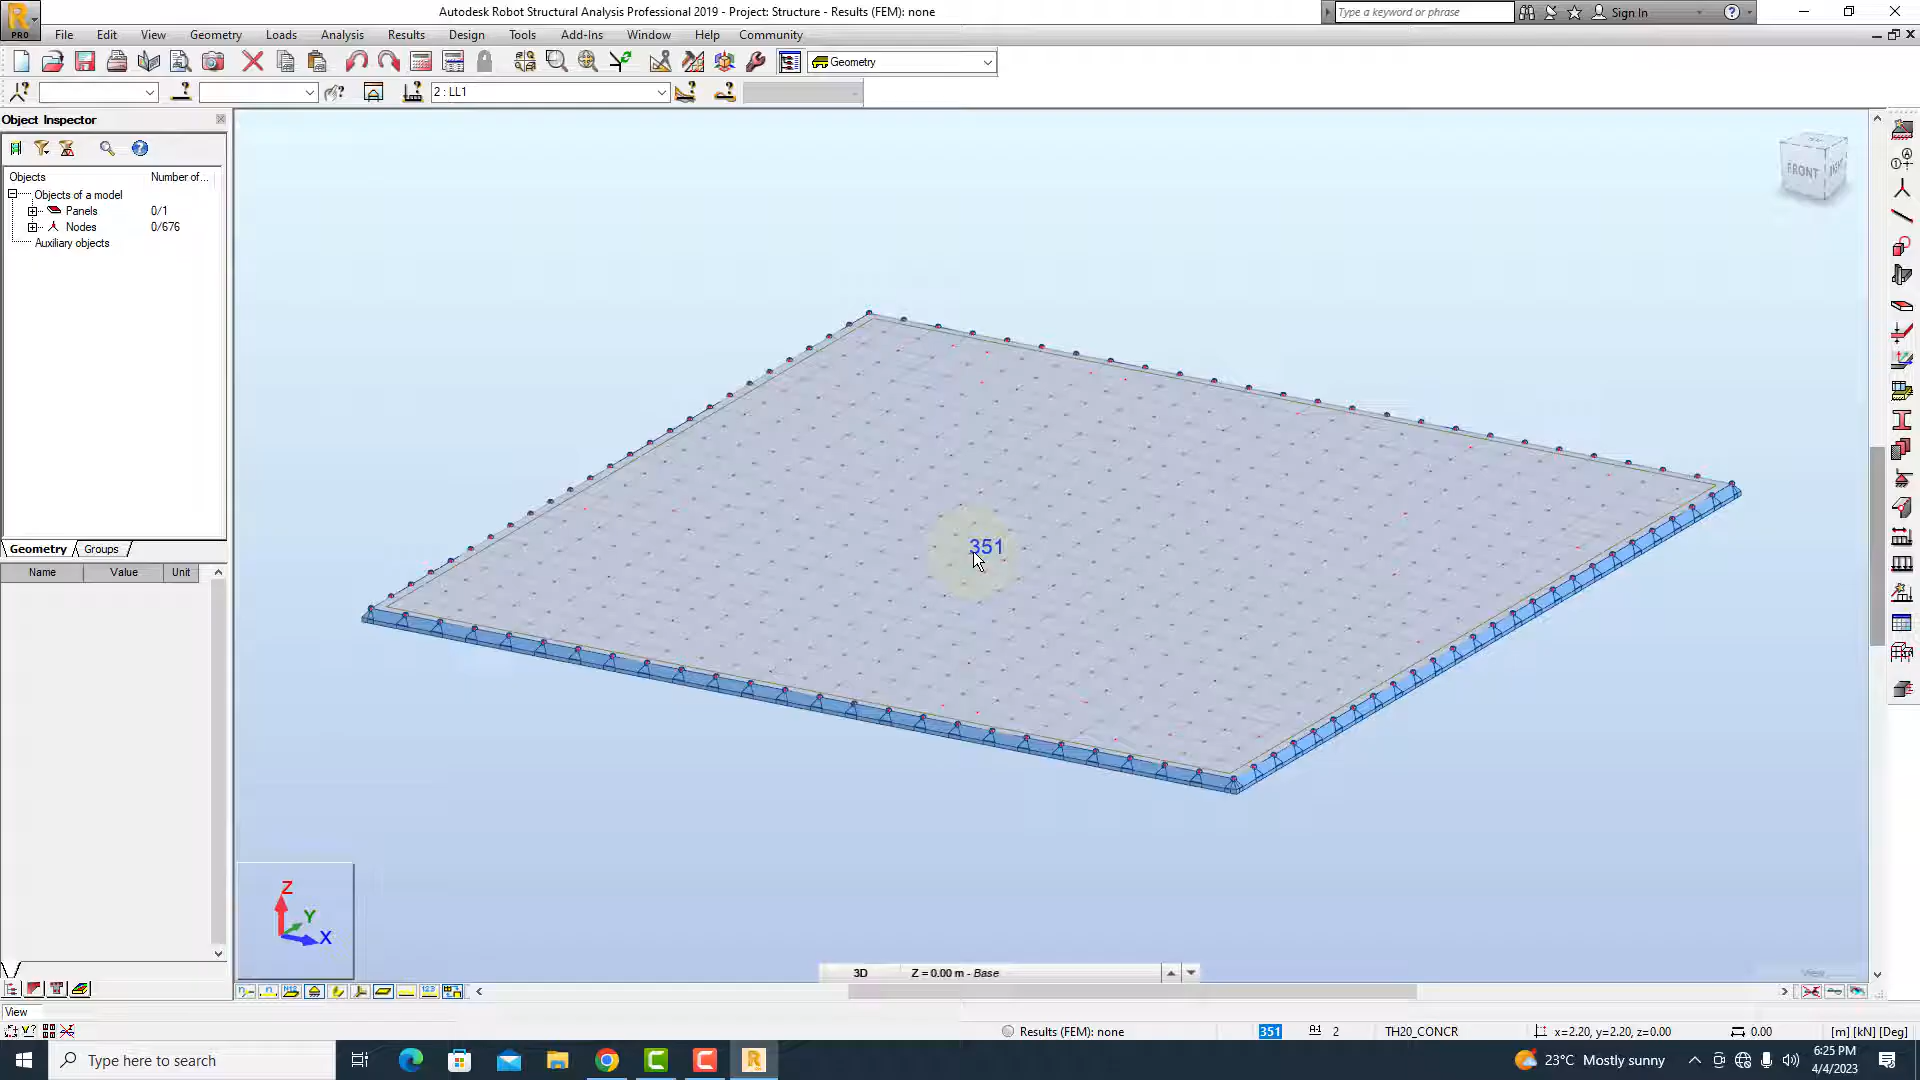 Autodesk Robot Structural Analysis Professional 2019 - Project: Structure - Results (FEM): none
Type a keyword or phrase
Sign In
PRO
File Edit View Geometry Loads Analysis Results Design Tools Add-Ins Window Help Community
Geometry
2 : LL1
Object Inspector
Objects Number of...
Objects of a model
Panels 0/1
Nodes 0/676
Auxiliary objects
FRONT
351
Geometry Groups
Name Value Unit
Z
Y
X
3D Z = 0.00 m - Base
View
View
Results (FEM): none 351 2 TH20_CONCR x=2.20, y=2.20, z=0.00 0.00 [m] [kN] [Deg]
Type here to search
23°C Mostly sunny
6:25 PM
4/4/2023